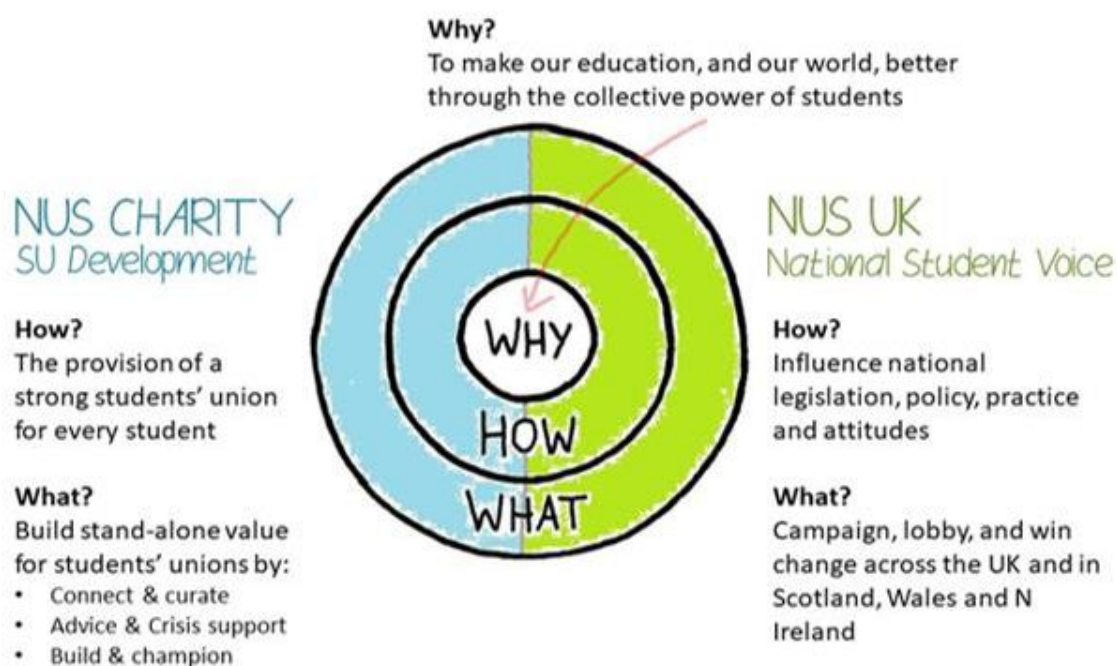 Why?
To make our education, and our world, better
through the collective power of students
NUS CHARITY
SU Development
How?
The provision of a
strong students' union
for every student
What?
Build stand-alone value
for students' unions by:
• Connect & curate
• Advice & Crisis support
• Build & champion
WHY
HOW
WHAT
NUS UK
National Student Voice
How?
Influence national
legislation, policy, practice
and attitudes
What?
Campaign, lobby, and win
change across the UK and in
Scotland, Wales and N
Ireland